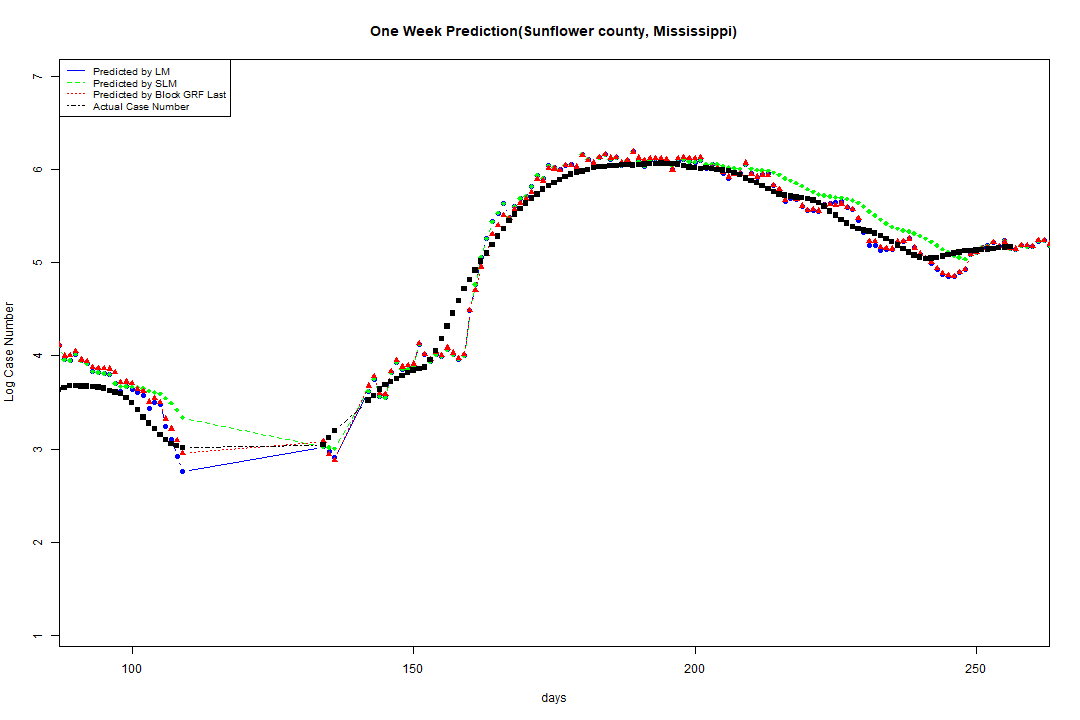 One Week Prediction(Sunflower county, Mississippi)
Predicted by LM
Predicted by SLM
Predicted by Block GRF Last
Actual Case Number
7
6
5
4
3
2
1
Log Case Number
100 150 200 250
days